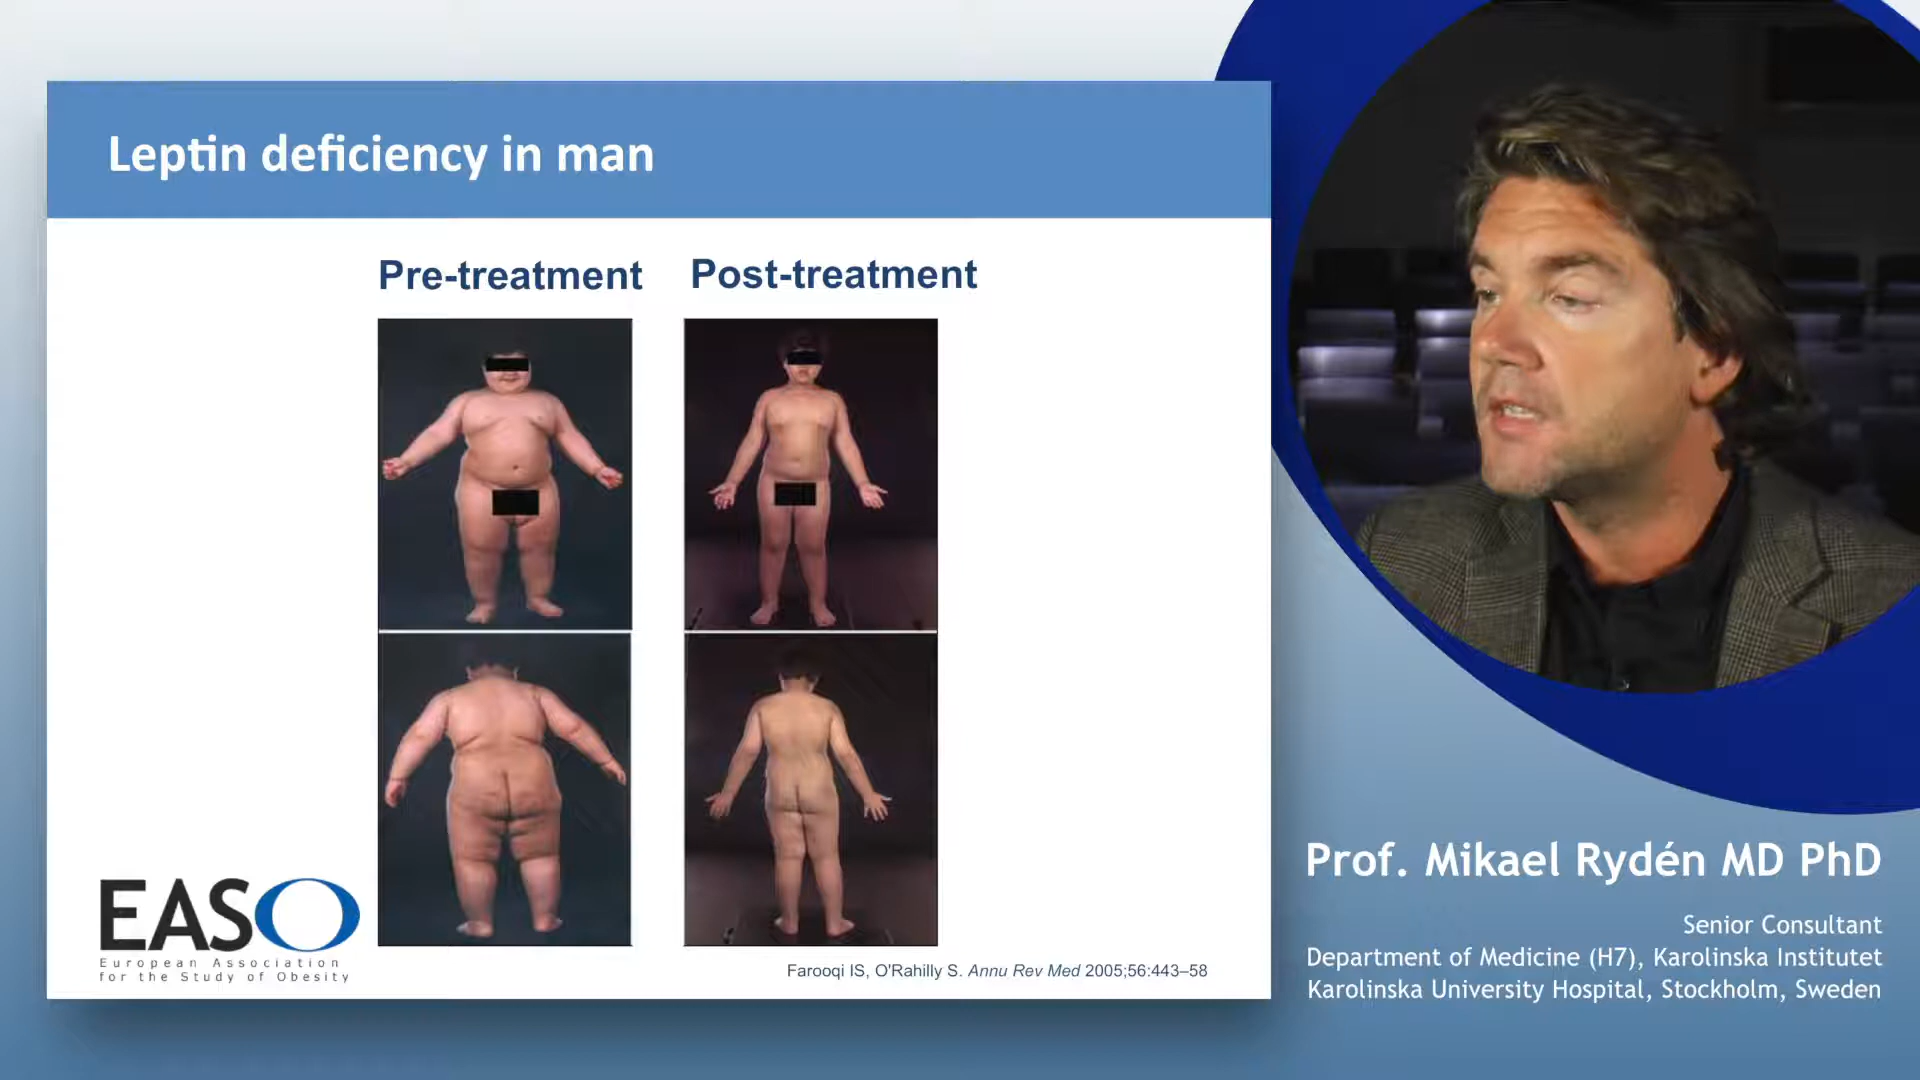 Leptin deficiency in man
Pre-treatment
Post-treatment
EASO
European Association
for the Study of Obesity
Farooqi IS, O'Rahilly S. Annu Rev Med 2005;56:443–58
Prof. Mikael Rydén MD PhD
Senior Consultant
Department of Medicine (H7), Karolinska Institutet
Karolinska University Hospital, Stockholm, Sweden